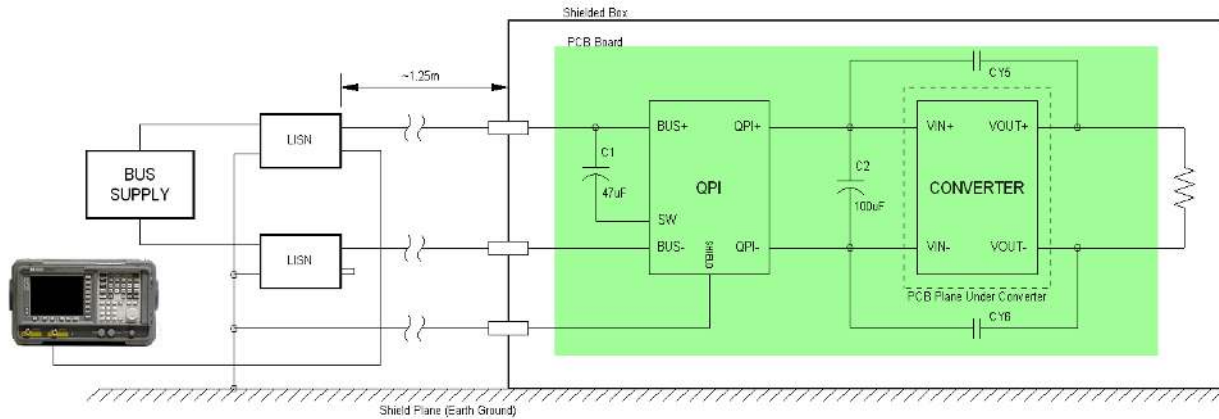 Shielded Box
PCB Board
~1.25m
CY5
LISN
BUS+
QPI+
VIN+
VOUT+
C1
47uF
C2
100uF
BUS
SUPPLY
QPI
CONVERTER
SW
LISN
BUS-
SHIELD
QPI-
VIN-
VOUT-
PCB Plane Under Converter
CY6
Shield Plane (Earth Ground)